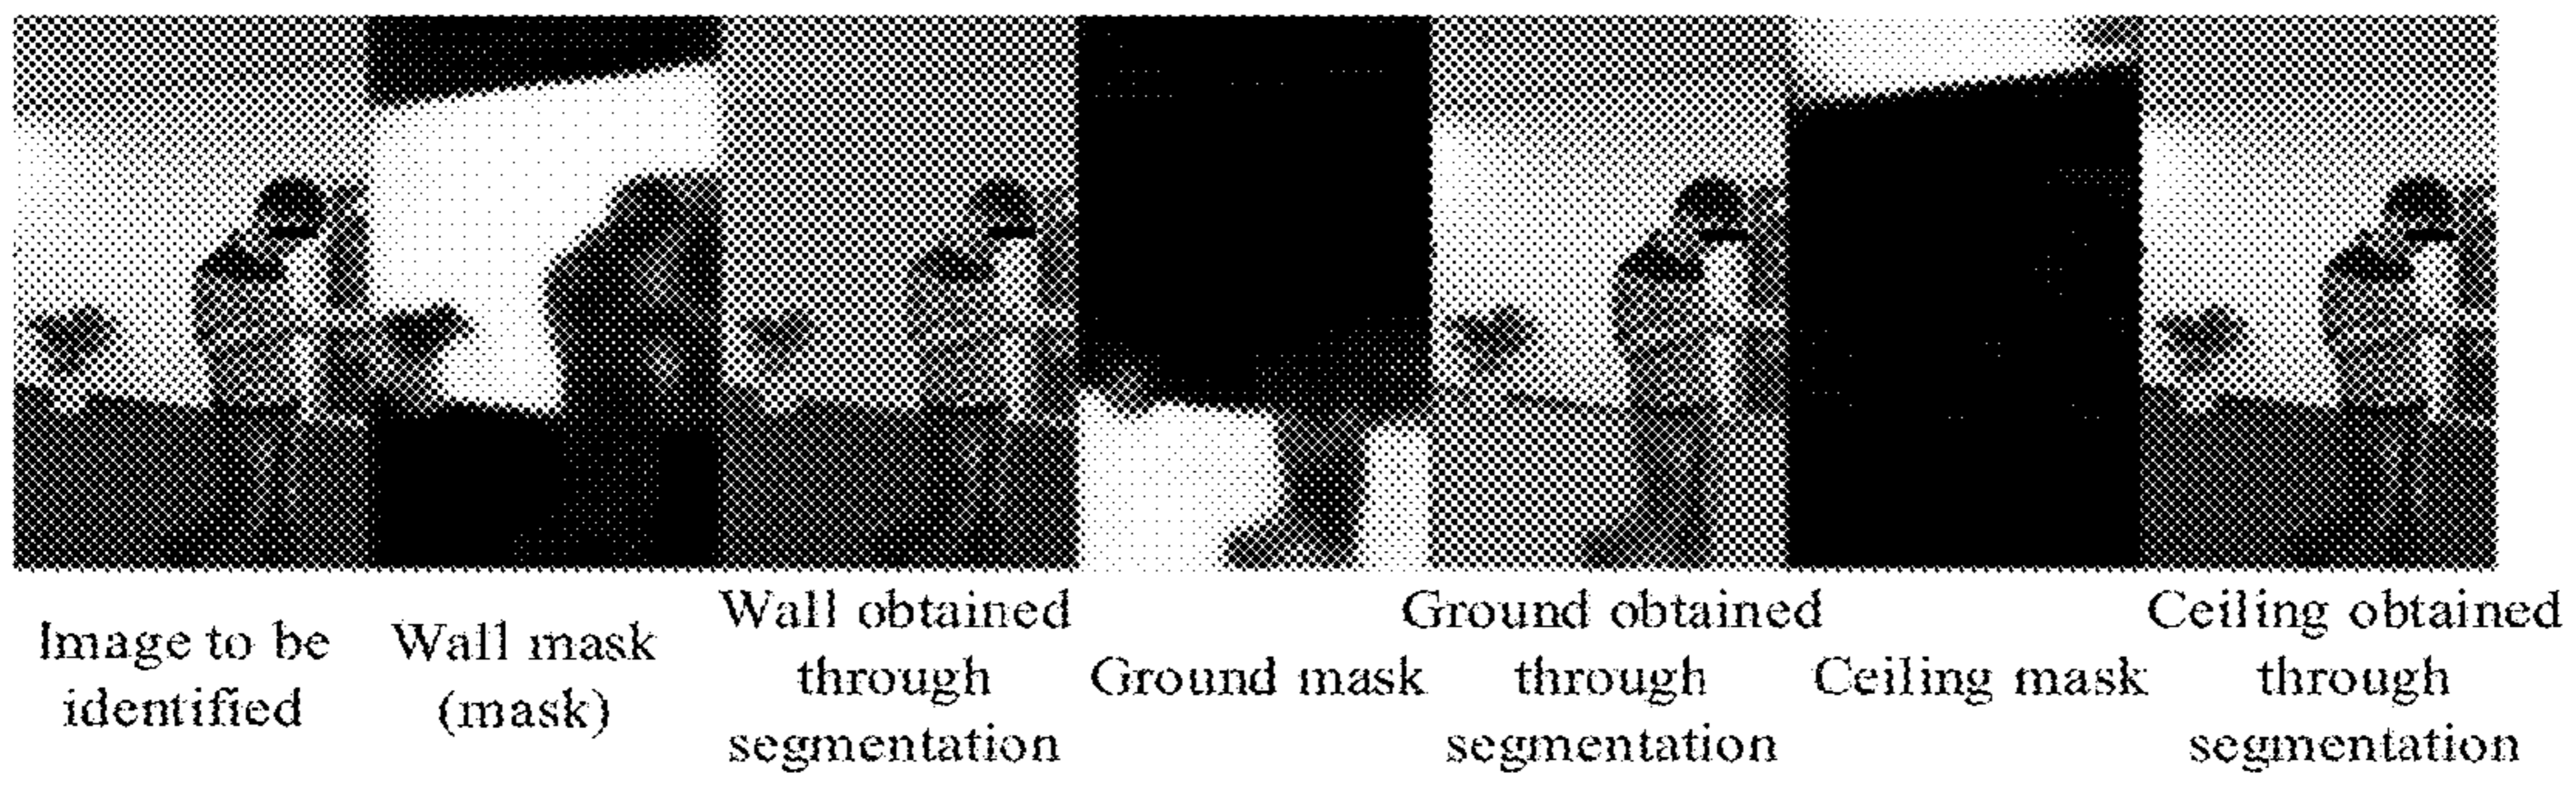 Image to be
identified
Wall mask
(mask)
Wall obtained
through
segmentation
Ground mask
Ground obtained
through
segmentation
Ceiling mask
Ceiling obtained
through
segmentation